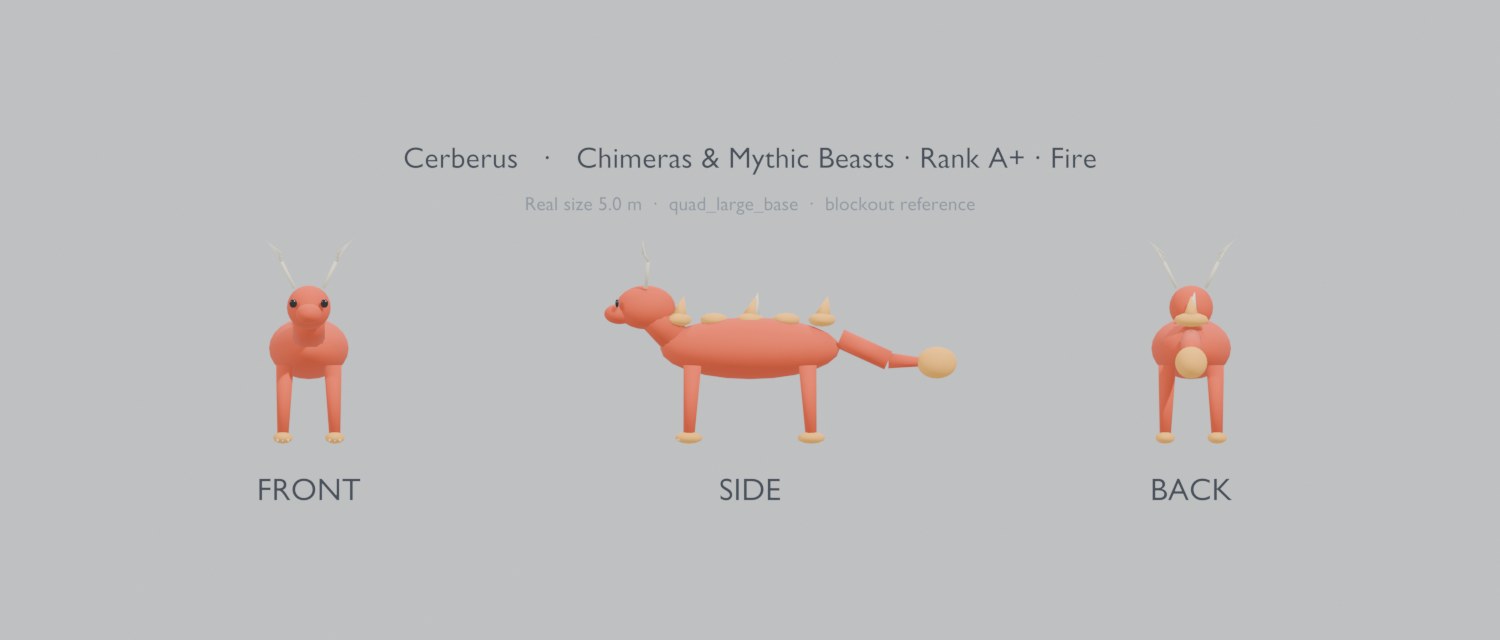 Cerberus · Chimeras & Mythic Beasts · Rank A+ · Fire
Real size 5.0 m · quad_large_base · blockout reference
FRONT
SIDE
BACK